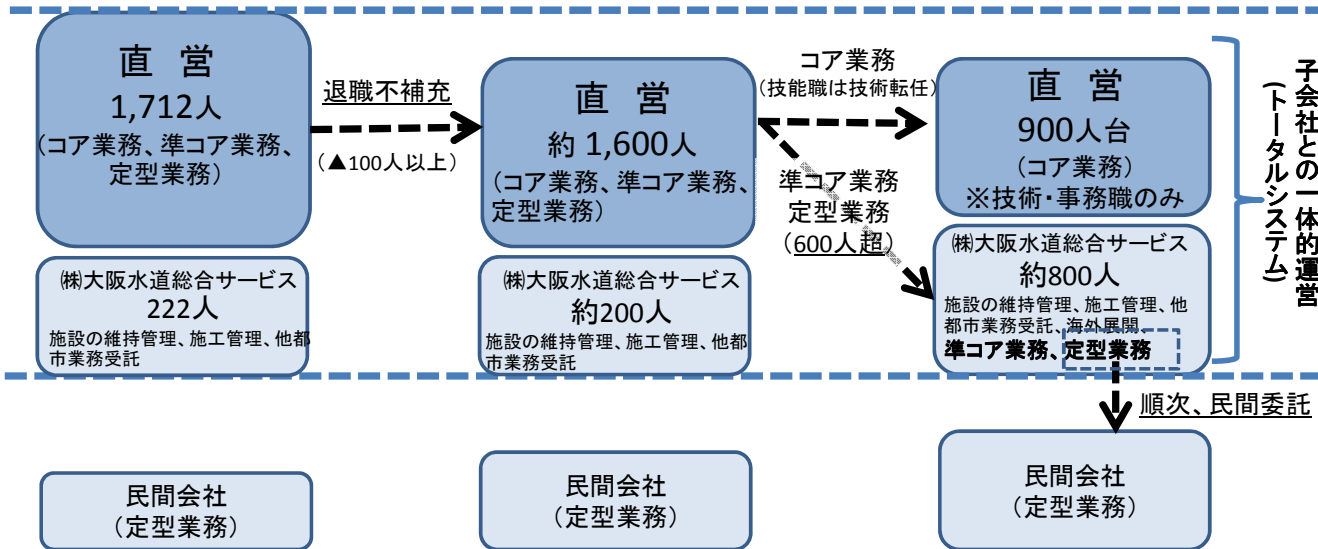 直 営
1,712人
(コア業務、準コア業務、
定型業務)
㈱大阪水道総合サービス
222人
施設の維持管理、施工管理、他都
市業務受託
民間会社
(定型業務)
退職不補充
(▲100人以上)
直 営
約 1,600人
(コア業務、準コア業務、
定型業務)
㈱大阪水道総合サービス
約200人
施設の維持管理、施工管理、他都
市業務受託
民間会社
(定型業務)
コア業務
(技能職は技術転任)
準コア業務
定型業務
(600人超)
直 営
900人台
(コア業務)
※技術・事務職のみ
㈱大阪水道総合サービス
約800人
施設の維持管理、施工管理、他
都市業務受託、海外展開、
準コア業務、定型業務
順次、民間委託
民間会社
(定型業務)
子会社との一体的運営
(トータルシステム)